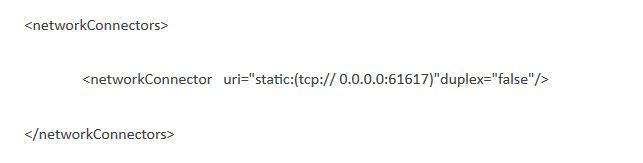 <networkConnectors>
<networkConnector   uri="static:(tcp:// 0.0.0.0:61617)"duplex="false"/>
</networkConnectors>